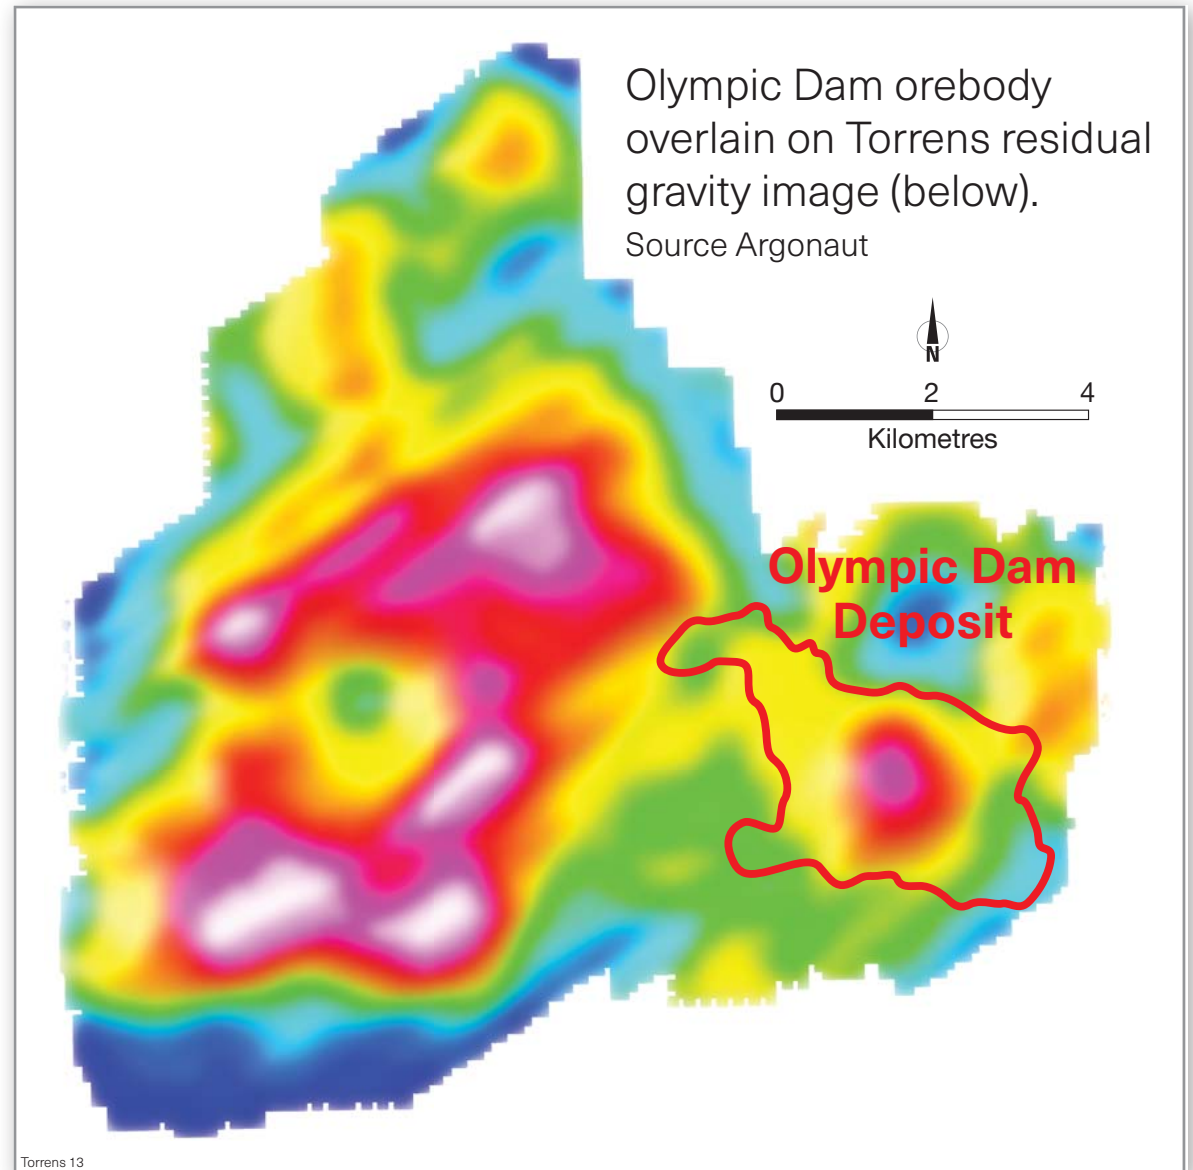 Olympic Dam orebody
overlain on Torrens residual
gravity image (below).
Source Argonaut
N
0 2 4
Kilometres
Olympic Dam
Deposit
Torrens 13